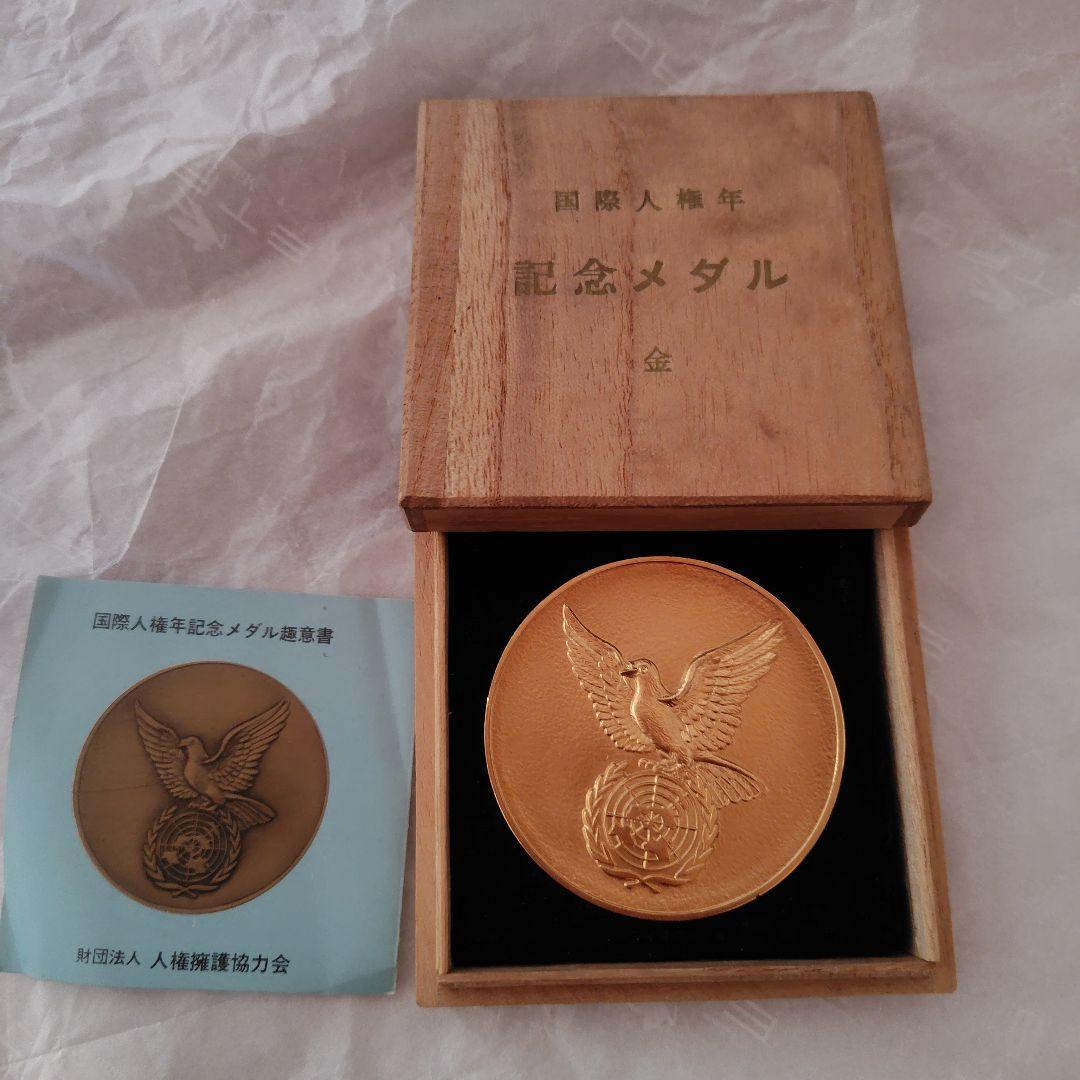 国際人権年
記念メダル
金
国際人権年記念メダル趣意書
財団法人 人権擁護協力会